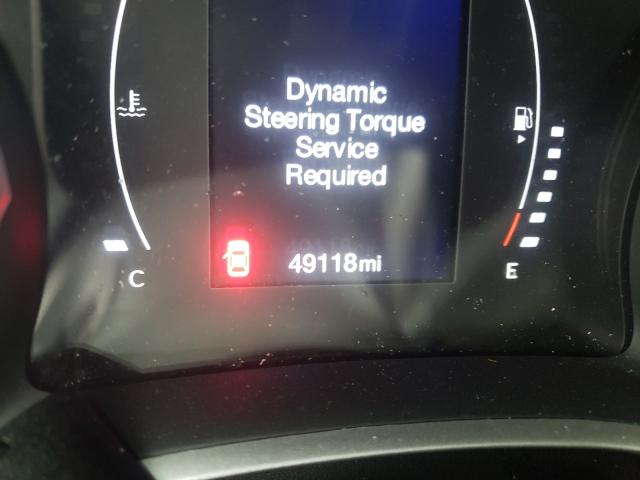 Dynamic
Steering Torque
Service
Required
49118mi
C
E